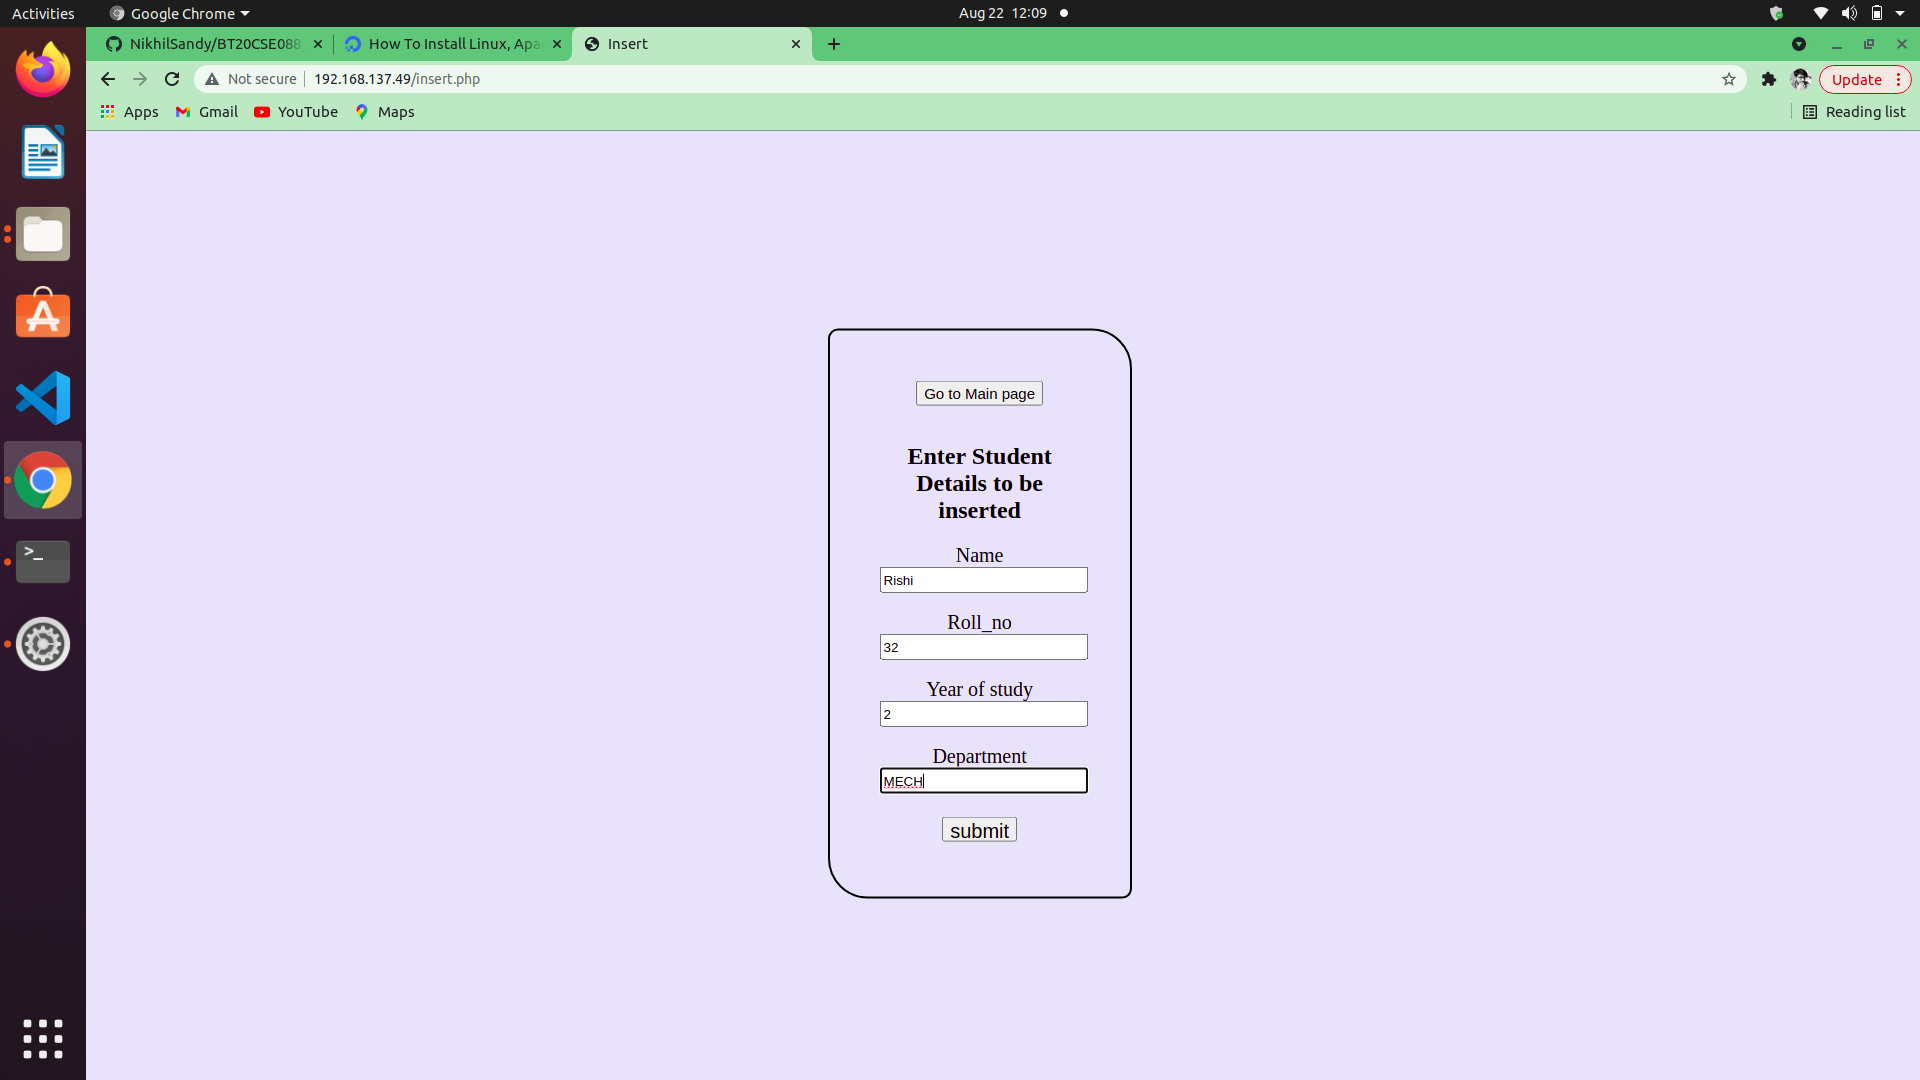 Activities
Google Chrome
Aug 22 12:09
NikhilSandy/BT20CSE088
How To Install Linux, Apa
Insert
Not secure
192.168.137.49/insert.php
Update
Apps
Gmail
YouTube
Maps
Reading list
Go to Main page
Enter Student
Details to be
inserted
Name
Rishi
Roll_no
32
Year of study
2
Department
MECH
submit